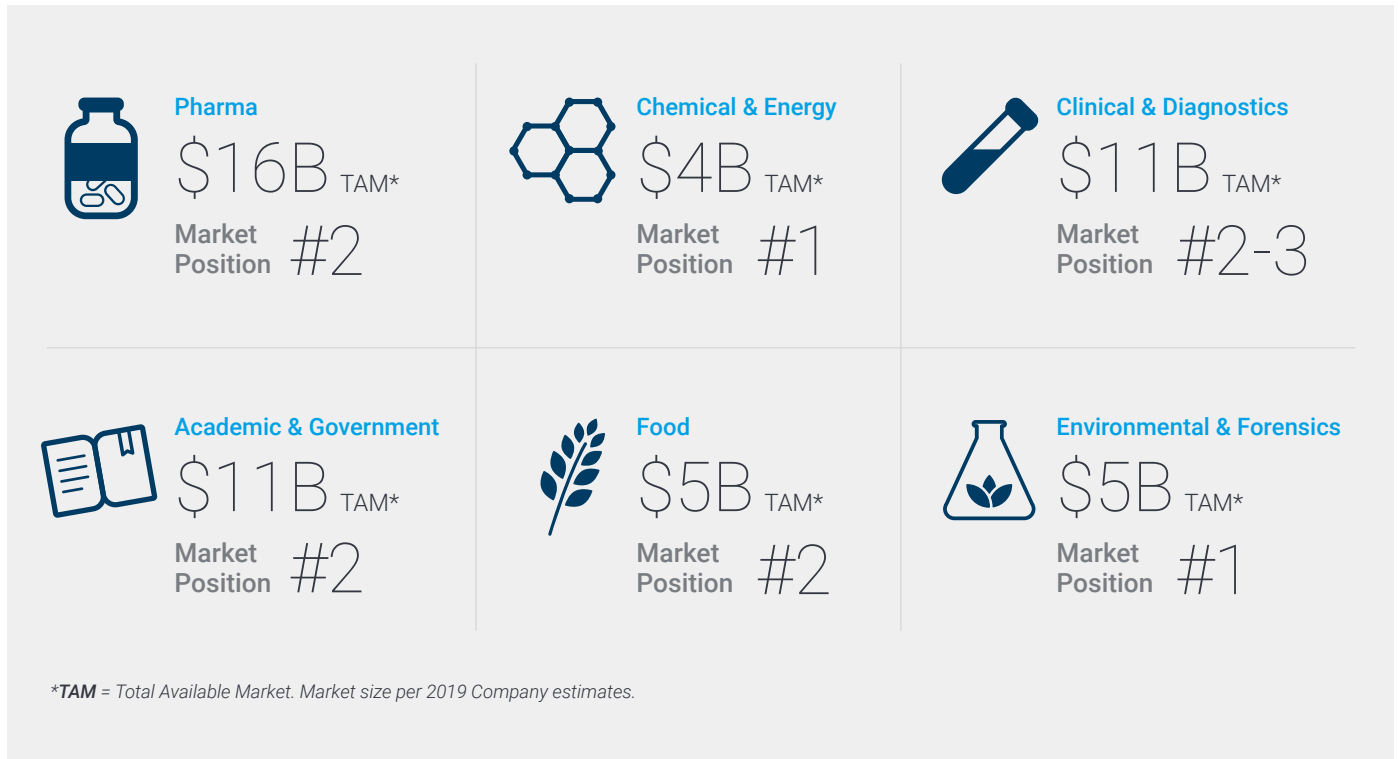 Pharma
$16B TAM*
Market
Position #2
Chemical & Energy
$4B TAM*
Market
Position #1
Clinical & Diagnostics
$11B TAM*
Market
Position #2-3
Academic & Government
$11B TAM*
Market
Position #2
Food
$5B TAM*
Market
Position #2
Environmental & Forensics
$5B TAM*
Market
Position #1
*TAM = Total Available Market. Market size per 2019 Company estimates.